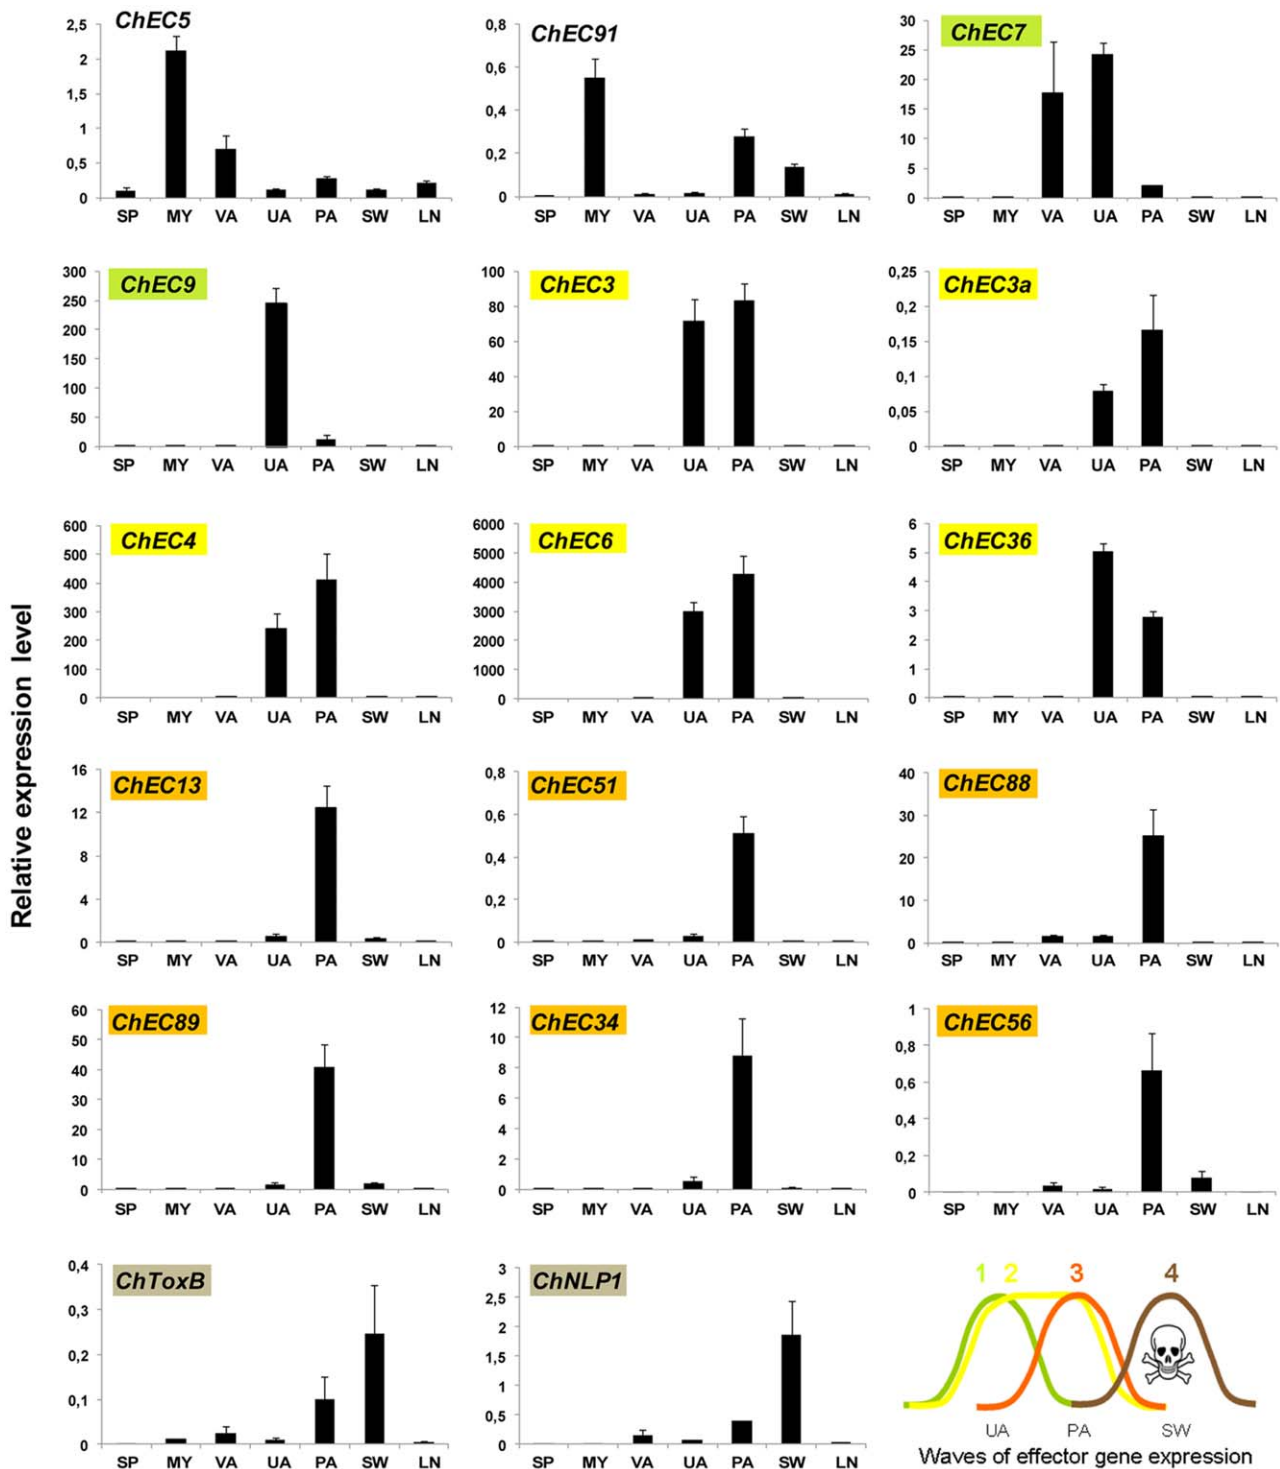 Relative expression level
ChEC5
2,5
2
1,5
1
0,5
0
SP MY VA UA PA SW LN
ChEC91
0,8
0,6
0,4
0,2
0
SP MY VA UA PA SW LN
ChEC7
30
25
20
15
10
5
0
SP MY VA UA PA SW LN
ChEC9
300
250
200
150
100
50
0
SP MY VA UA PA SW LN
ChEC3
100
80
60
40
20
0
SP MY VA UA PA SW LN
ChEC3a
0,25
0,2
0,15
0,1
0,05
0
SP MY VA UA PA SW LN
ChEC4
600
500
400
300
200
100
0
SP MY VA UA PA SW LN
ChEC6
6000
5000
4000
3000
2000
1000
0
SP MY VA UA PA SW LN
ChEC36
6
5
4
3
2
1
0
SP MY VA UA PA SW LN
ChEC13
16
12
8
4
0
SP MY VA UA PA SW LN
ChEC51
0,8
0,6
0,4
0,2
0
SP MY VA UA PA SW LN
ChEC88
40
30
20
10
0
SP MY VA UA PA SW LN
ChEC89
60
50
40
30
20
10
0
SP MY VA UA PA SW LN
ChEC34
12
10
8
6
4
2
0
SP MY VA UA PA SW LN
ChEC56
1
0,8
0,6
0,4
0,2
0
SP MY VA UA PA SW LN
ChToxB
0,4
0,3
0,2
0,1
0
SP MY VA UA PA SW LN
ChNLP1
3
2,5
2
1,5
1
0,5
0
SP MY VA UA PA SW LN
1 2 3 4
UA PA SW
Waves of effector gene expression